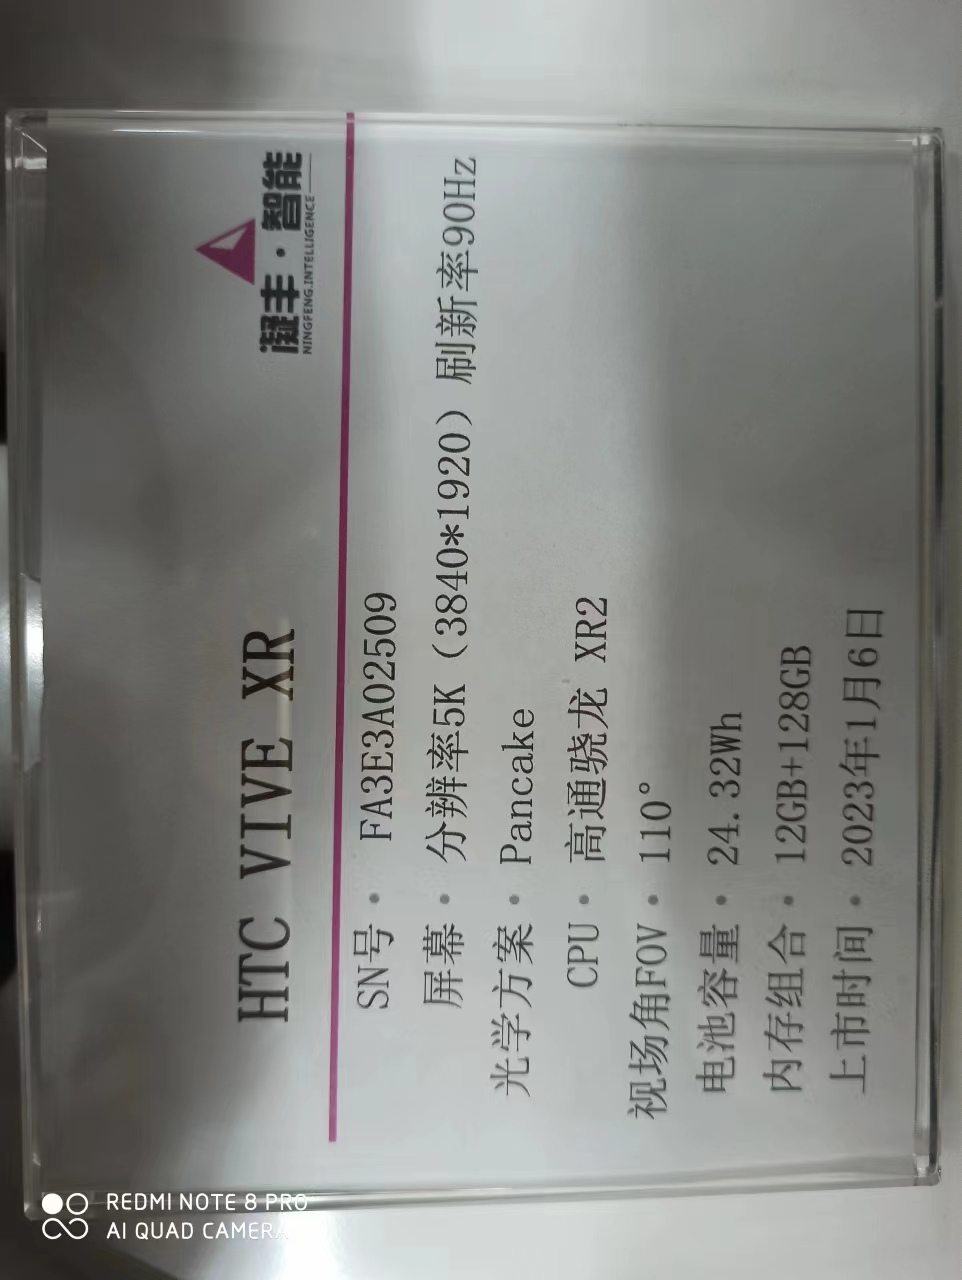 凝丰·智能
NINGFENG.INTELLIGENCE
HTC VIVE XR
SN号 · FA3E3A02509
屏幕 · 分辨率5K（3840*1920）刷新率90Hz
光学方案 · Pancake
CPU · 高通骁龙 XR2
视场角FOV · 110°
电池容量 · 24.32Wh
内存组合 · 12GB+128GB
上市时间 · 2023年1月6日
REDMI NOTE 8 PRO
AI QUAD CAMERA